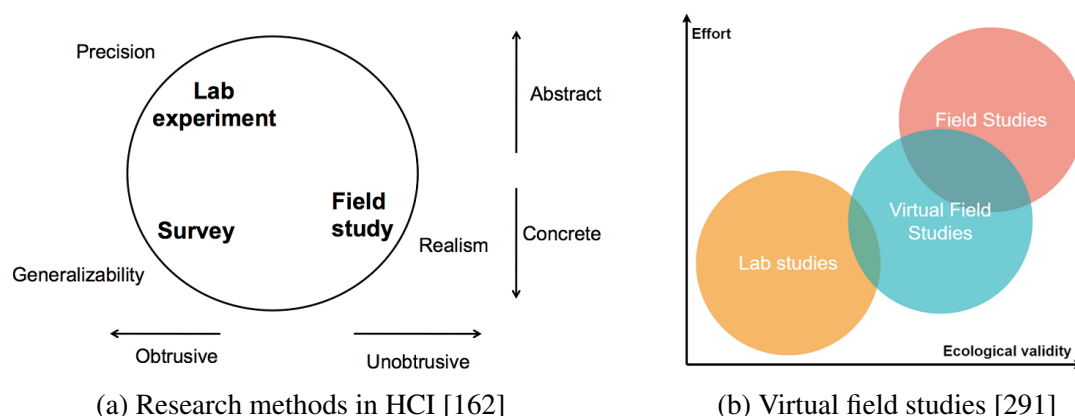 Precision
Lab
experiment
Survey
Field
study
Generalizability
Realism
Abstract
Concrete
Obtrusive
Unobtrusive
(a) Research methods in HCI [162]
Effort
Field Studies
Virtual Field
Studies
Lab studies
Ecological validity
(b) Virtual field studies [291]